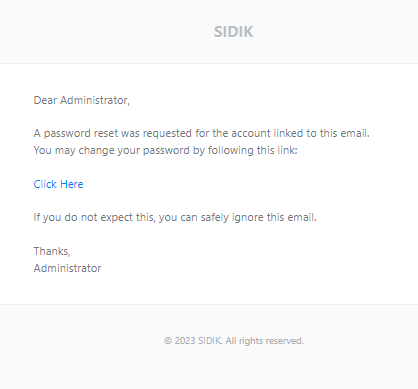 SIDIK
Dear Administrator,
A password reset was requested for the account linked to this email.
You may change your password by following this link:
Click Here
If you do not expect this, you can safely ignore this email.
Thanks,
Administrator
© 2023 SIDIK. All rights reserved.